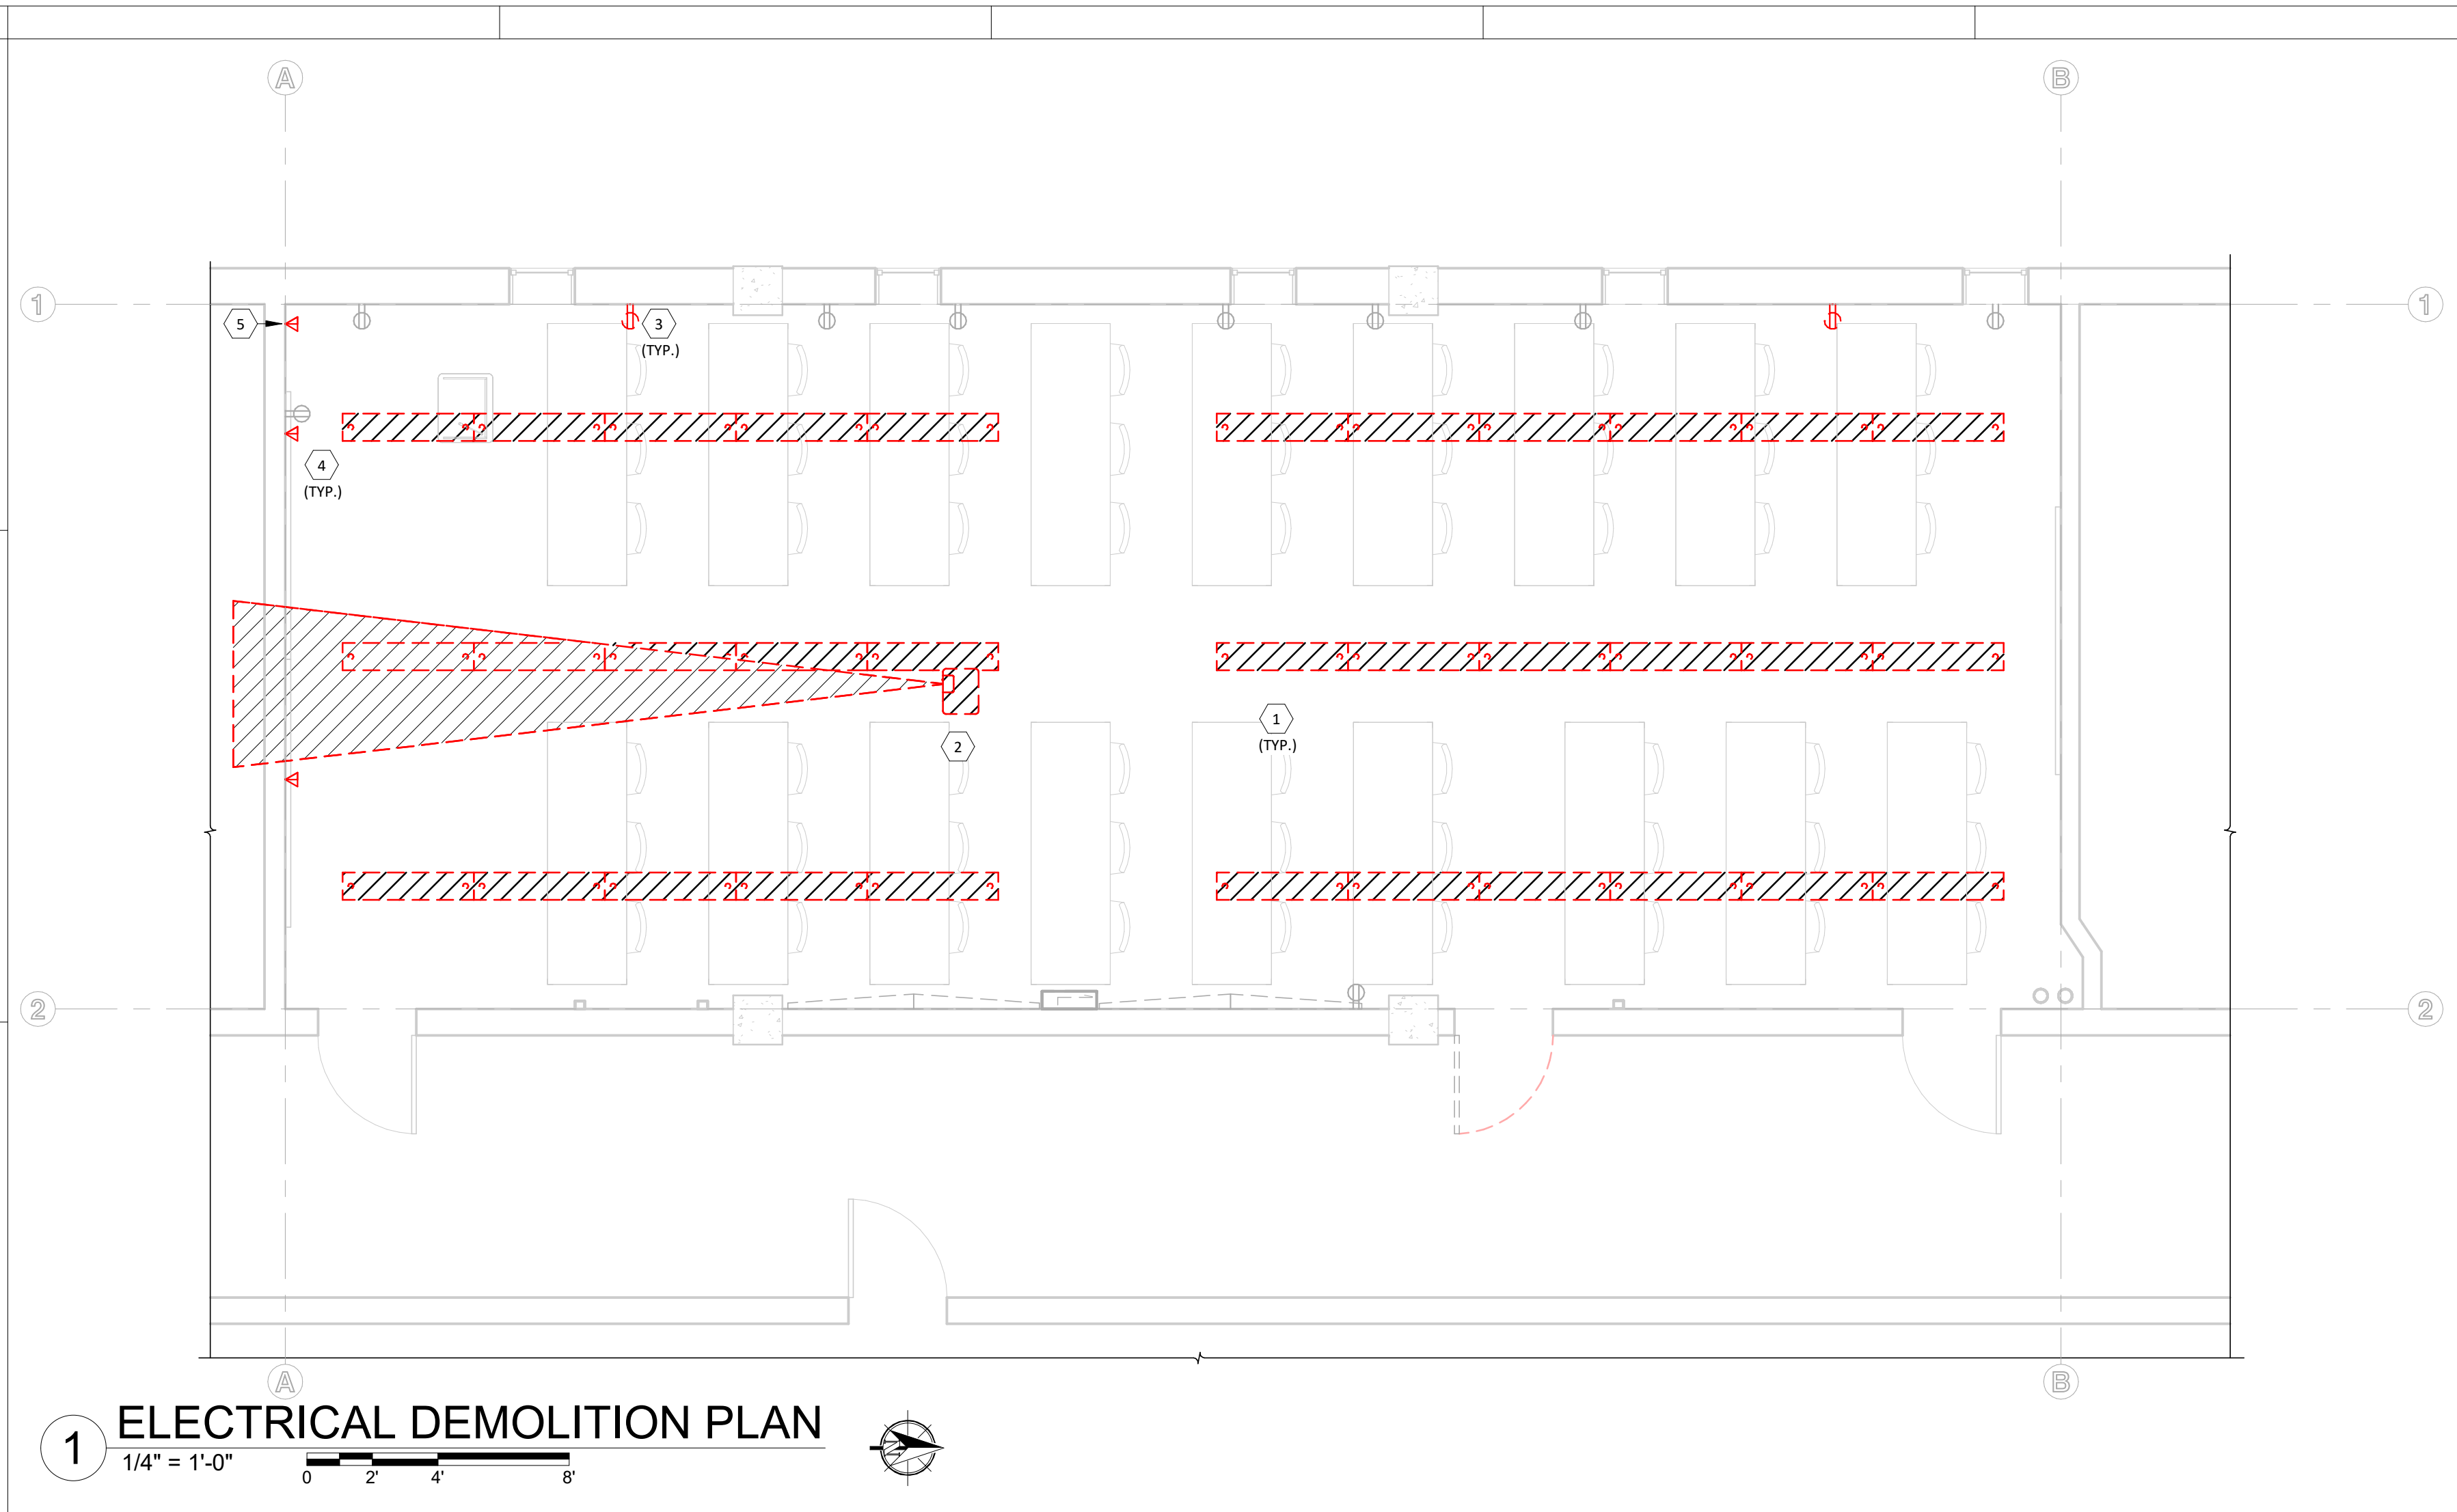 A
B
1
1
5
3
(TYP.)
4
(TYP.)
1
(TYP.)
2
2
2
A
B
1
ELECTRICAL DEMOLITION PLAN
1/4" = 1'-0"
0 2' 4' 8'
N